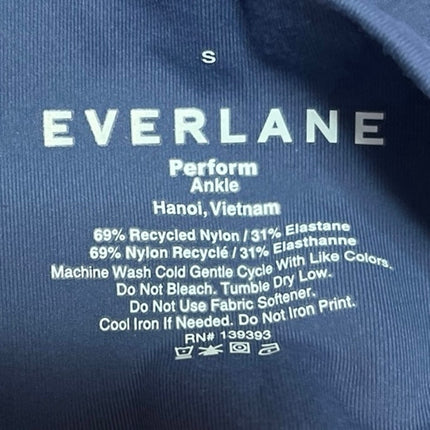 S
EVERLANE
Perform
Ankle
Hanoi, Vietnam
69% Recycled Nylon / 31% Elastane
69% Nylon Recyclé / 31% Elasthanne
Machine Wash Cold Gentle Cycle With Like Colors.
Do Not Bleach. Tumble Dry Low.
Do Not Use Fabric Softener.
Cool Iron If Needed. Do Not Iron Print.
RN# 139393